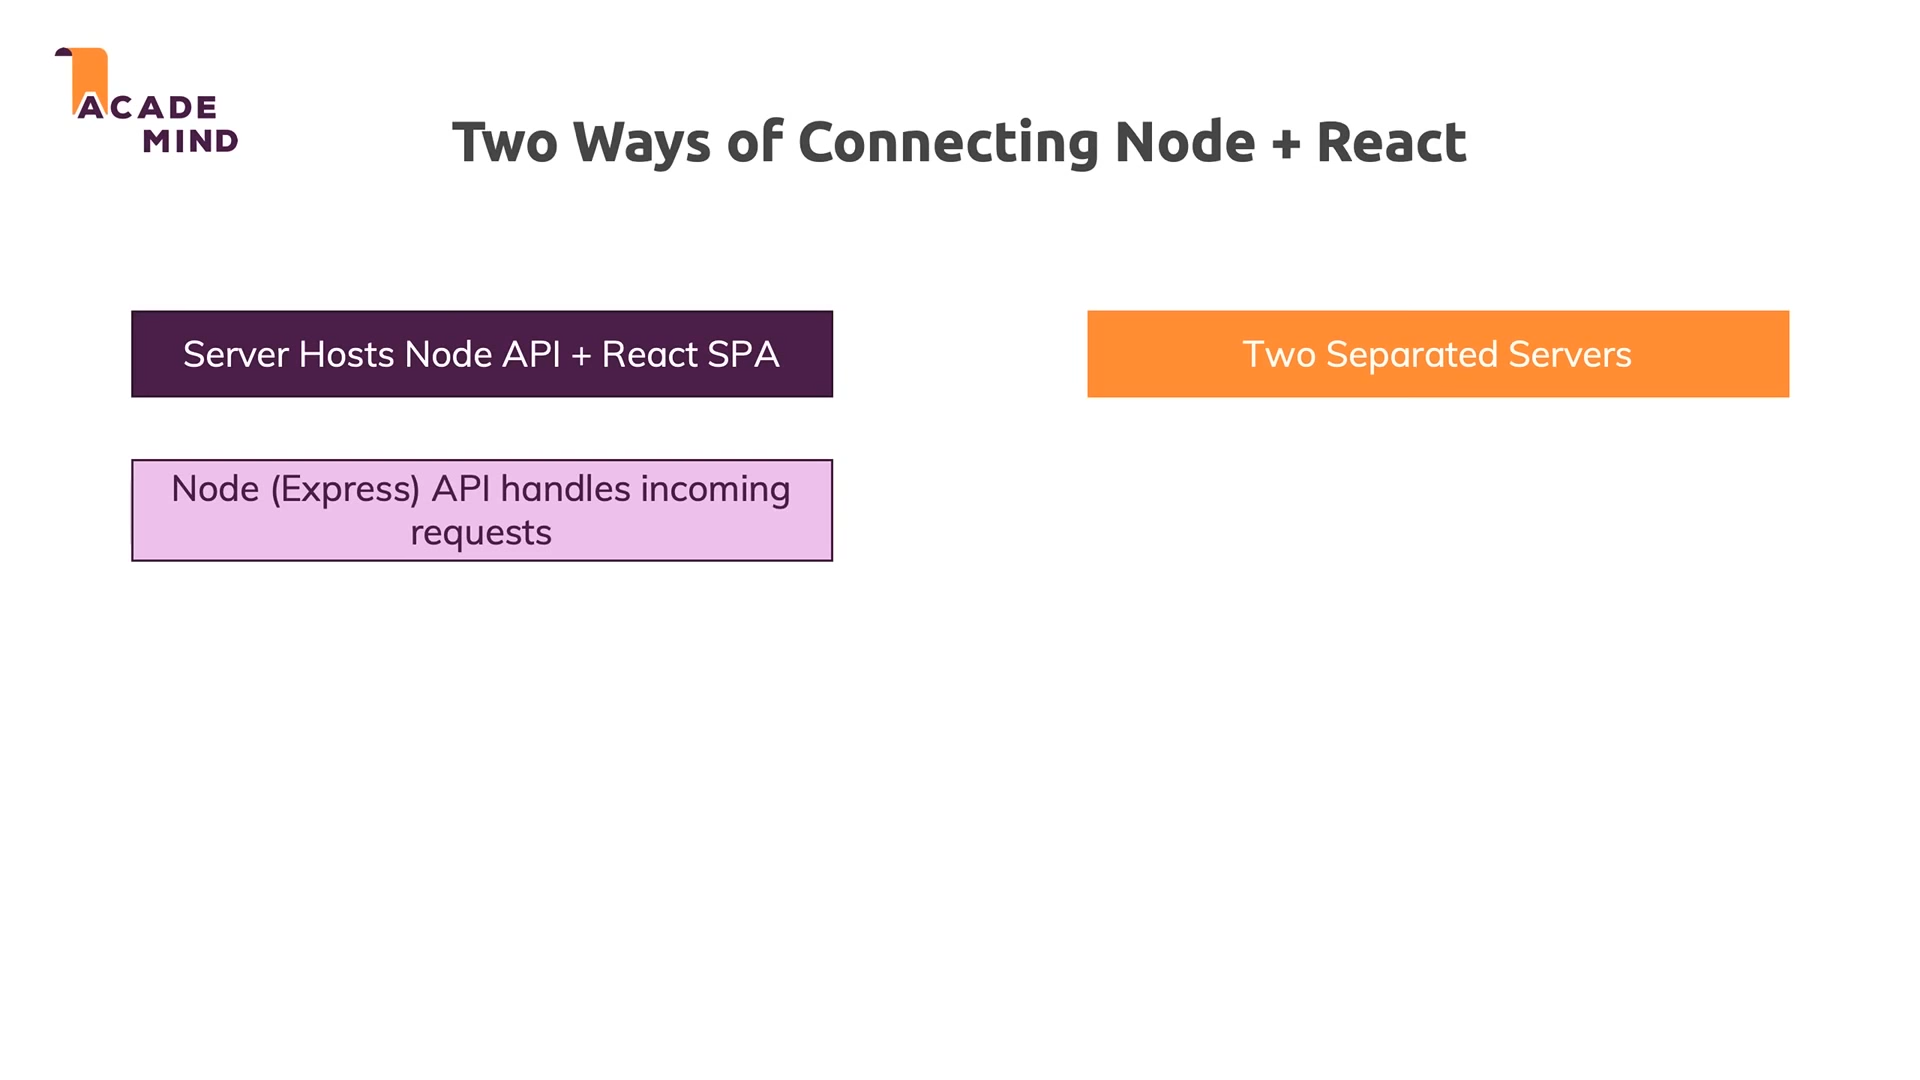 ACADE
MIND
Two Ways of Connecting Node + React
Server Hosts Node API + React SPA
Two Separated Servers
Node (Express) API handles incoming
requests